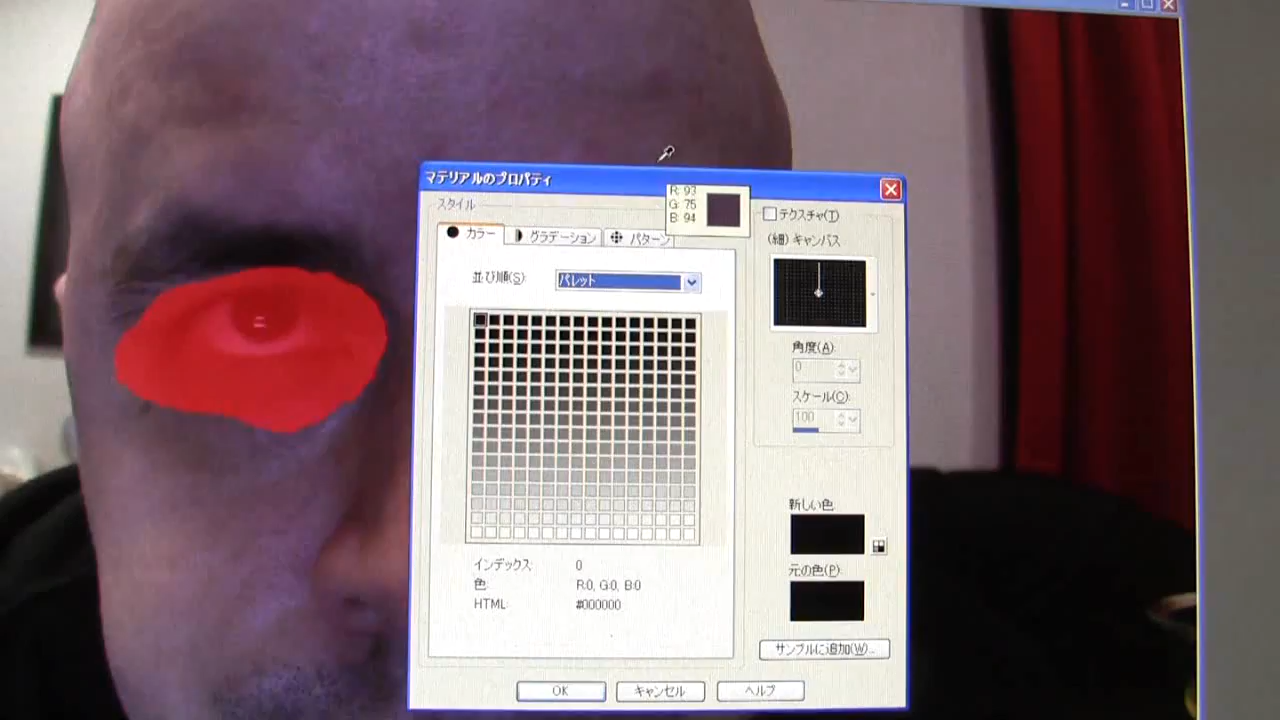 マテリアルのプロパティ
スタイル
R: 93
G: 75
B: 94
カラー
グラデーション
パターン
並び順(S):
パレット
インデックス: 0
色: R:0, G:0, B:0
HTML: #000000
テクスチャ(T)
(細) キャンバス
角度(A):
0
スケール(C):
100
新しい色:
元の色(P):
サンプルに追加(W)...
OK
キャンセル
ヘルプ